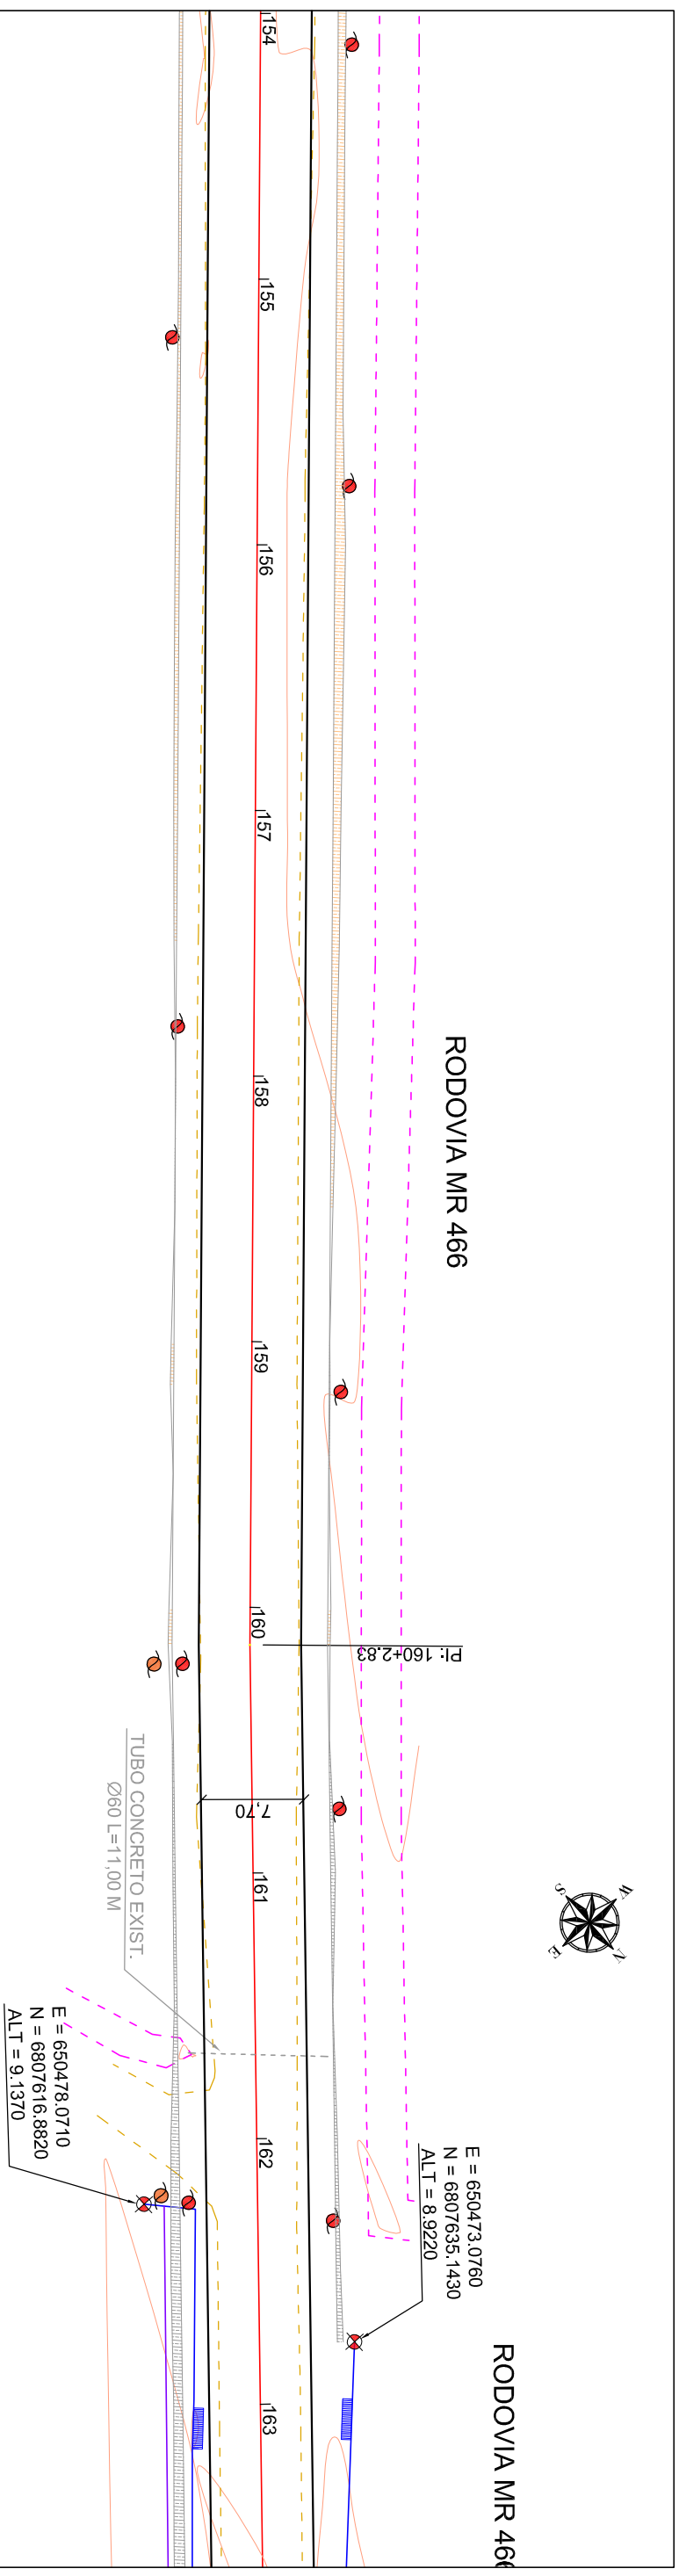 154
155
156
157
158
159
160
161
162
163
RODOVIA MR 466
PI: 160+2.83
7,70
TUBO CONCRETO EXIST.
Ø60 L=11,00 M
W
S
N
E
E = 650478.0710
N = 6807616.8820
ALT = 9.1370
E = 650473.0760
N = 6807635.1430
ALT = 8.9220
RODOVIA MR 466